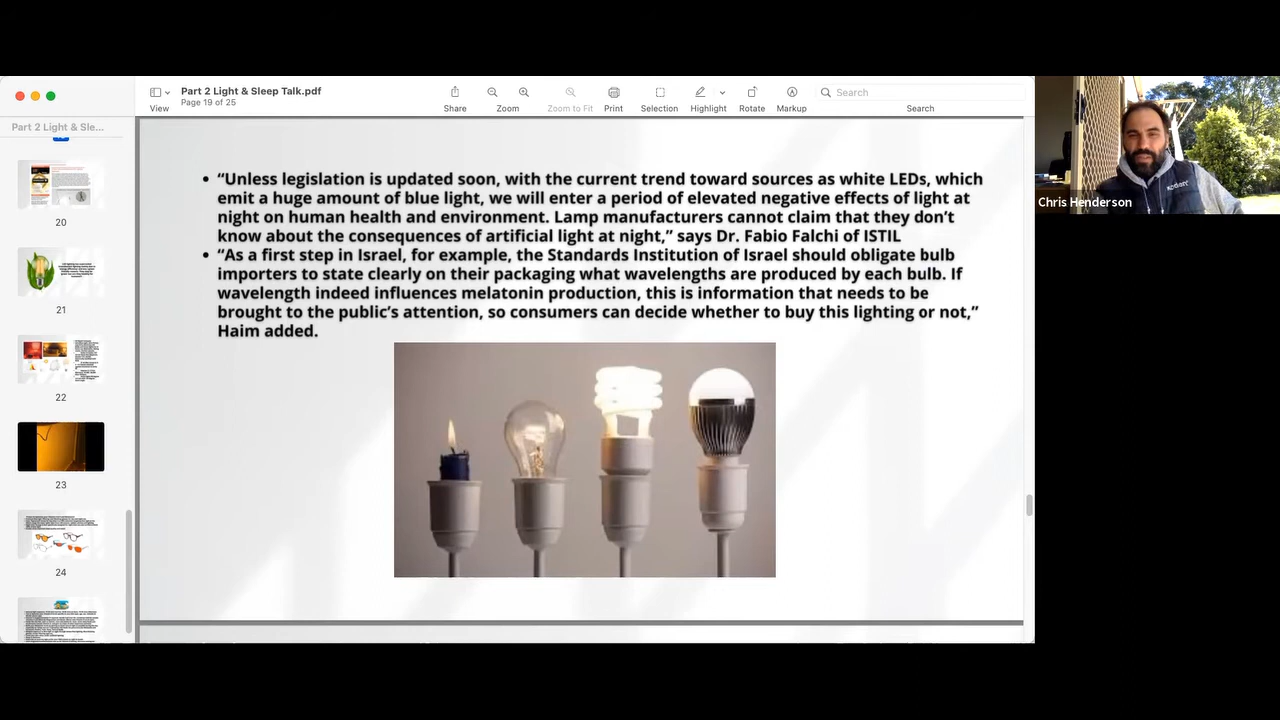 Part 2 Light & Sleep Talk.pdf
Page 19 of 25
View
Share
Zoom
Zoom to Fit
Print
Selection
Highlight
Rotate
Markup
Search
Search
Part 2 Light & Sle...
20
21
22
23
24
• “Unless legislation is updated soon, with the current trend toward sources as white LEDs, which
emit a huge amount of blue light, we will enter a period of elevated negative effects of light at
night on human health and environment. Lamp manufacturers cannot claim that they don’t
know about the consequences of artificial light at night,” says Dr. Fabio Falchi of ISTIL
• “As a first step in Israel, for example, the Standards Institution of Israel should obligate bulb
importers to state clearly on their packaging what wavelengths are produced by each bulb. If
wavelength indeed influences melatonin production, this is information that needs to be
brought to the public’s attention, so consumers can decide whether to buy this lighting or not,”
Haim added.
Chris Henderson